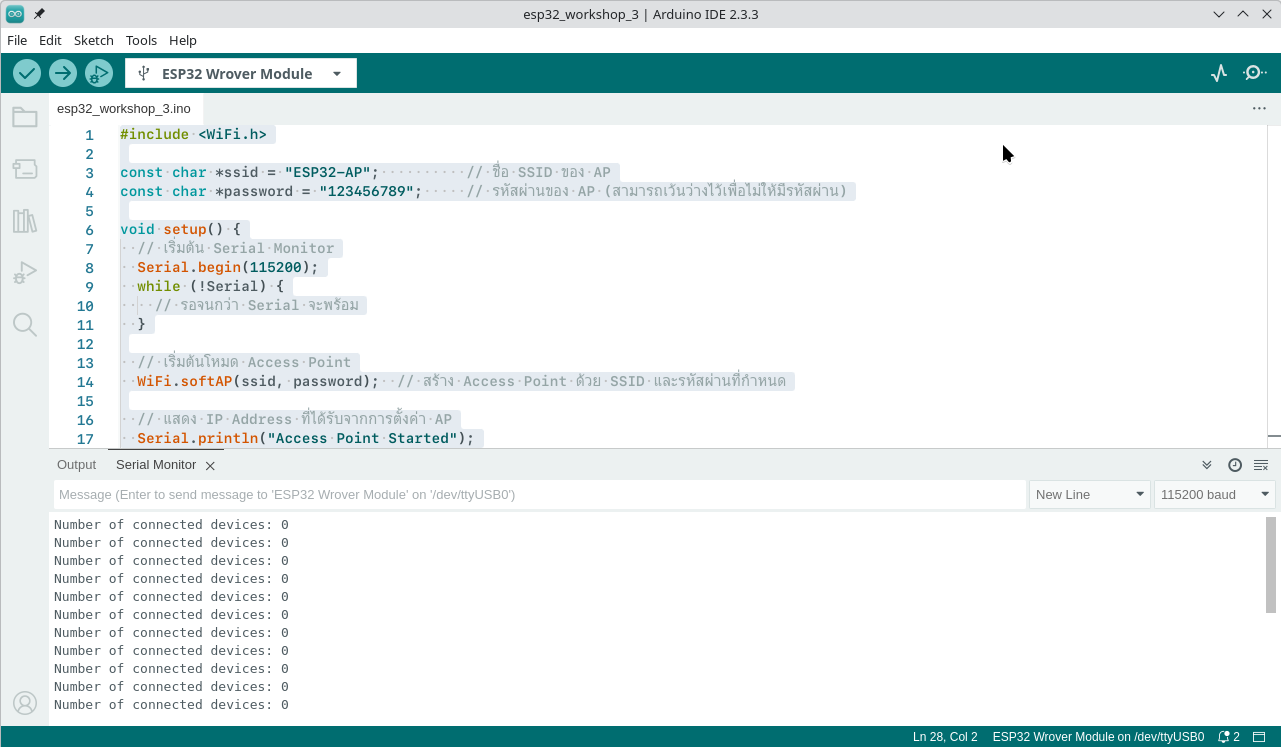 esp32_workshop_3 | Arduino IDE 2.3.3
File Edit Sketch Tools Help
ESP32 Wrover Module
esp32_workshop_3.ino
1 #include <WiFi.h>
2
3 const char *ssid = "ESP32-AP";          // ชื่อ SSID ของ AP
4 const char *password = "123456789";     // รหัสผ่านของ AP (สามารถเว้นว่างไว้เพื่อไม่ให้มีรหัสผ่าน)
5
6 void setup() {
7   // เริ่มต้น Serial Monitor
8   Serial.begin(115200);
9   while (!Serial) {
10     // รอจนกว่า Serial จะพร้อม
11   }
12
13   // เริ่มต้นโหมด Access Point
14   WiFi.softAP(ssid, password);  // สร้าง Access Point ด้วย SSID และรหัสผ่านที่กำหนด
15
16   // แสดง IP Address ที่ได้รับจากการตั้งค่า AP
17   Serial.println("Access Point Started");
Output Serial Monitor
Message (Enter to send message to 'ESP32 Wrover Module' on '/dev/ttyUSB0') New Line 115200 baud
Number of connected devices: 0
Number of connected devices: 0
Number of connected devices: 0
Number of connected devices: 0
Number of connected devices: 0
Number of connected devices: 0
Number of connected devices: 0
Number of connected devices: 0
Number of connected devices: 0
Number of connected devices: 0
Number of connected devices: 0
Ln 28, Col 2 ESP32 Wrover Module on /dev/ttyUSB0 2